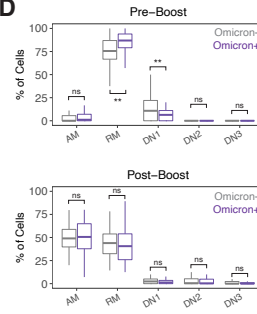 D
Pre-Boost
% of Cells
100
75
50
25
0
Omicron-
Omicron+
ns
**
**
ns
ns
AM
RM
DN1
DN2
DN3
Post-Boost
% of Cells
100
75
50
25
0
Omicron-
Omicron+
ns
ns
ns
ns
ns
AM
RM
DN1
DN2
DN3